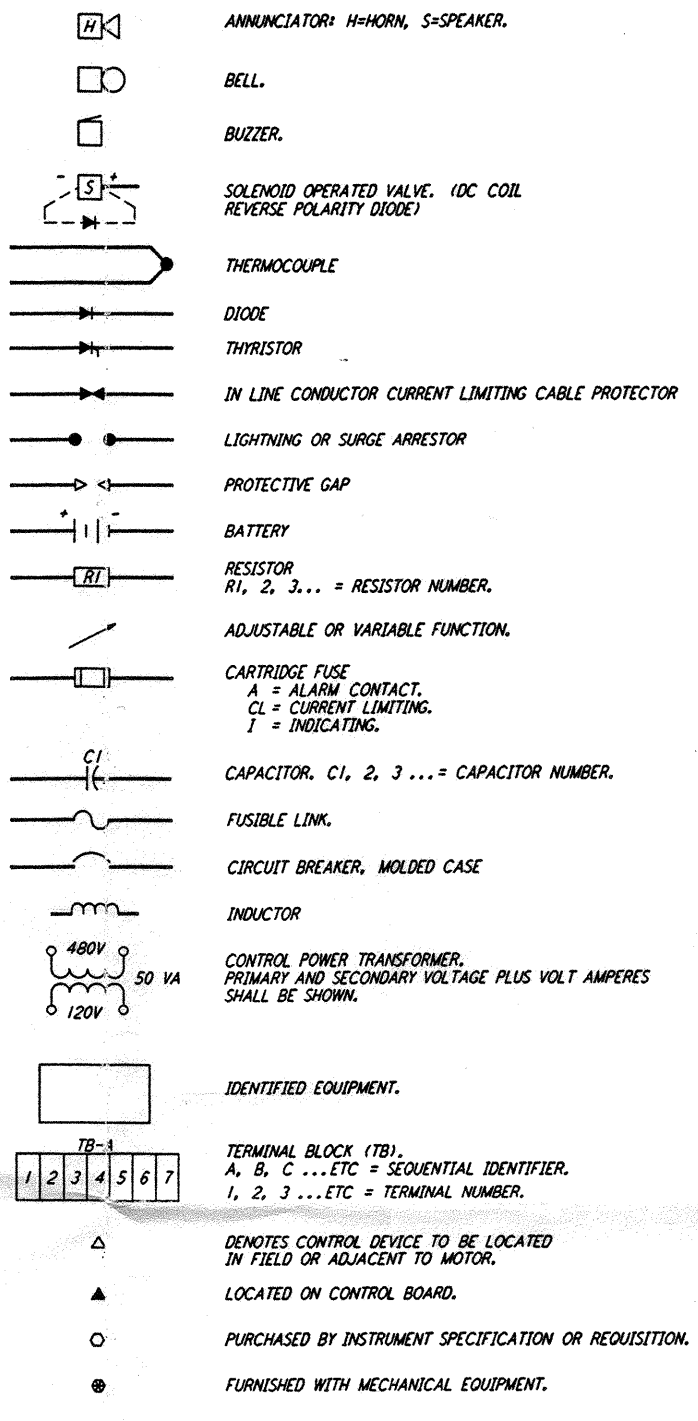 H ANNUNCIATOR: H=HORN, S=SPEAKER.
BELL.
BUZZER.
- S + SOLENOID OPERATED VALVE. (DC COIL
REVERSE POLARITY DIODE)
THERMOCOUPLE
DIODE
THYRISTOR
IN LINE CONDUCTOR CURRENT LIMITING CABLE PROTECTOR
LIGHTNING OR SURGE ARRESTOR
PROTECTIVE GAP
+ - BATTERY
RESISTOR
R1 R1, 2, 3... = RESISTOR NUMBER.
ADJUSTABLE OR VARIABLE FUNCTION.
CARTRIDGE FUSE
A = ALARM CONTACT.
CL = CURRENT LIMITING.
I = INDICATING.
C1
CAPACITOR. C1, 2, 3 ...= CAPACITOR NUMBER.
FUSIBLE LINK.
CIRCUIT BREAKER, MOLDED CASE
INDUCTOR
480V
CONTROL POWER TRANSFORMER.
50 VA PRIMARY AND SECONDARY VOLTAGE PLUS VOLT AMPERES
SHALL BE SHOWN.
120V
IDENTIFIED EQUIPMENT.
TB-A
TERMINAL BLOCK (TB).
1 2 3 4 5 6 7 A, B, C ...ETC = SEQUENTIAL IDENTIFIER.
1, 2, 3 ...ETC = TERMINAL NUMBER.
DENOTES CONTROL DEVICE TO BE LOCATED
IN FIELD OR ADJACENT TO MOTOR.
LOCATED ON CONTROL BOARD.
PURCHASED BY INSTRUMENT SPECIFICATION OR REQUISITION.
FURNISHED WITH MECHANICAL EQUIPMENT.